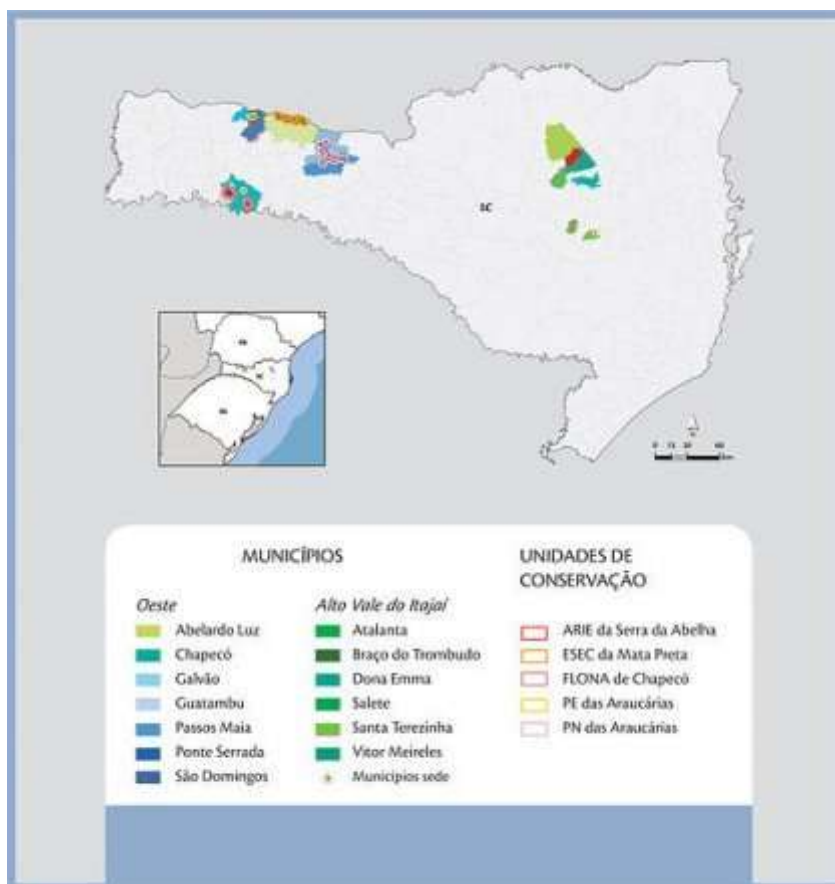 SC
MUNICÍPIOS
Oeste
Abelardo Luz
Chapecó
Galvão
Guatambu
Passos Maia
Ponte Serrada
São Domingos
Alto Vale do Itajaí
Atalanta
Braço do Trombudo
Dona Emma
Salete
Santa Terezinha
Vitor Meireles
Municípios sede
UNIDADES DE
CONSERVAÇÃO
ARIE da Serra da Abelha
ESEC da Mata Preta
FLONA de Chapecó
PE das Araucárias
PN das Araucárias